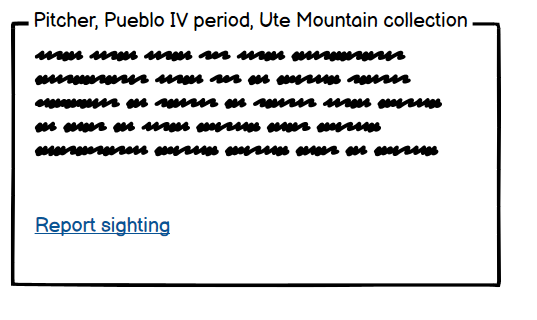 Pitcher, Pueblo IV period, Ute Mountain collection
Report sighting